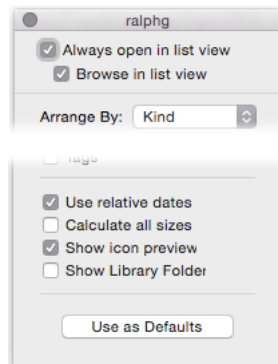 ralphg
Always open in list view
Browse in list view
Arrange By: Kind
Tags
Use relative dates
Calculate all sizes
Show icon preview
Show Library Folder
Use as Defaults